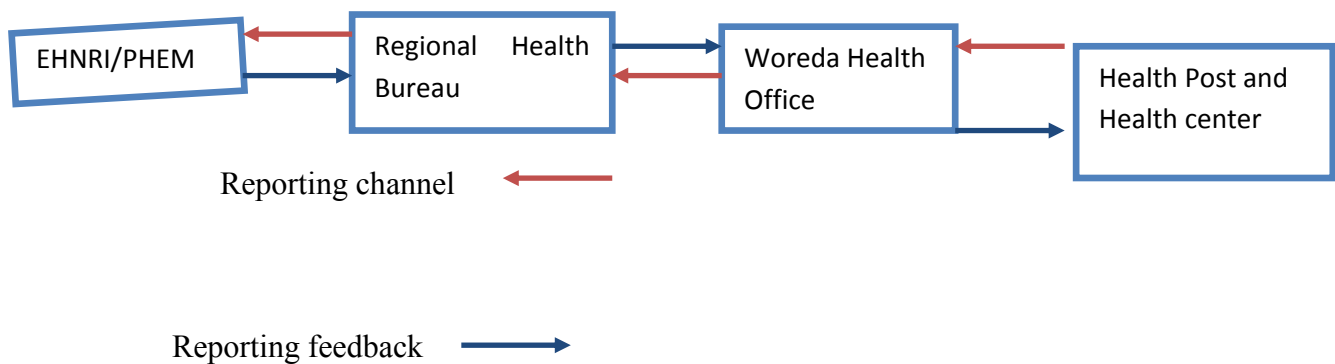 EHNRI/PHEM
Regional Health
Bureau
Woreda Health
Office
Health Post and
Health center
Reporting channel
Reporting feedback